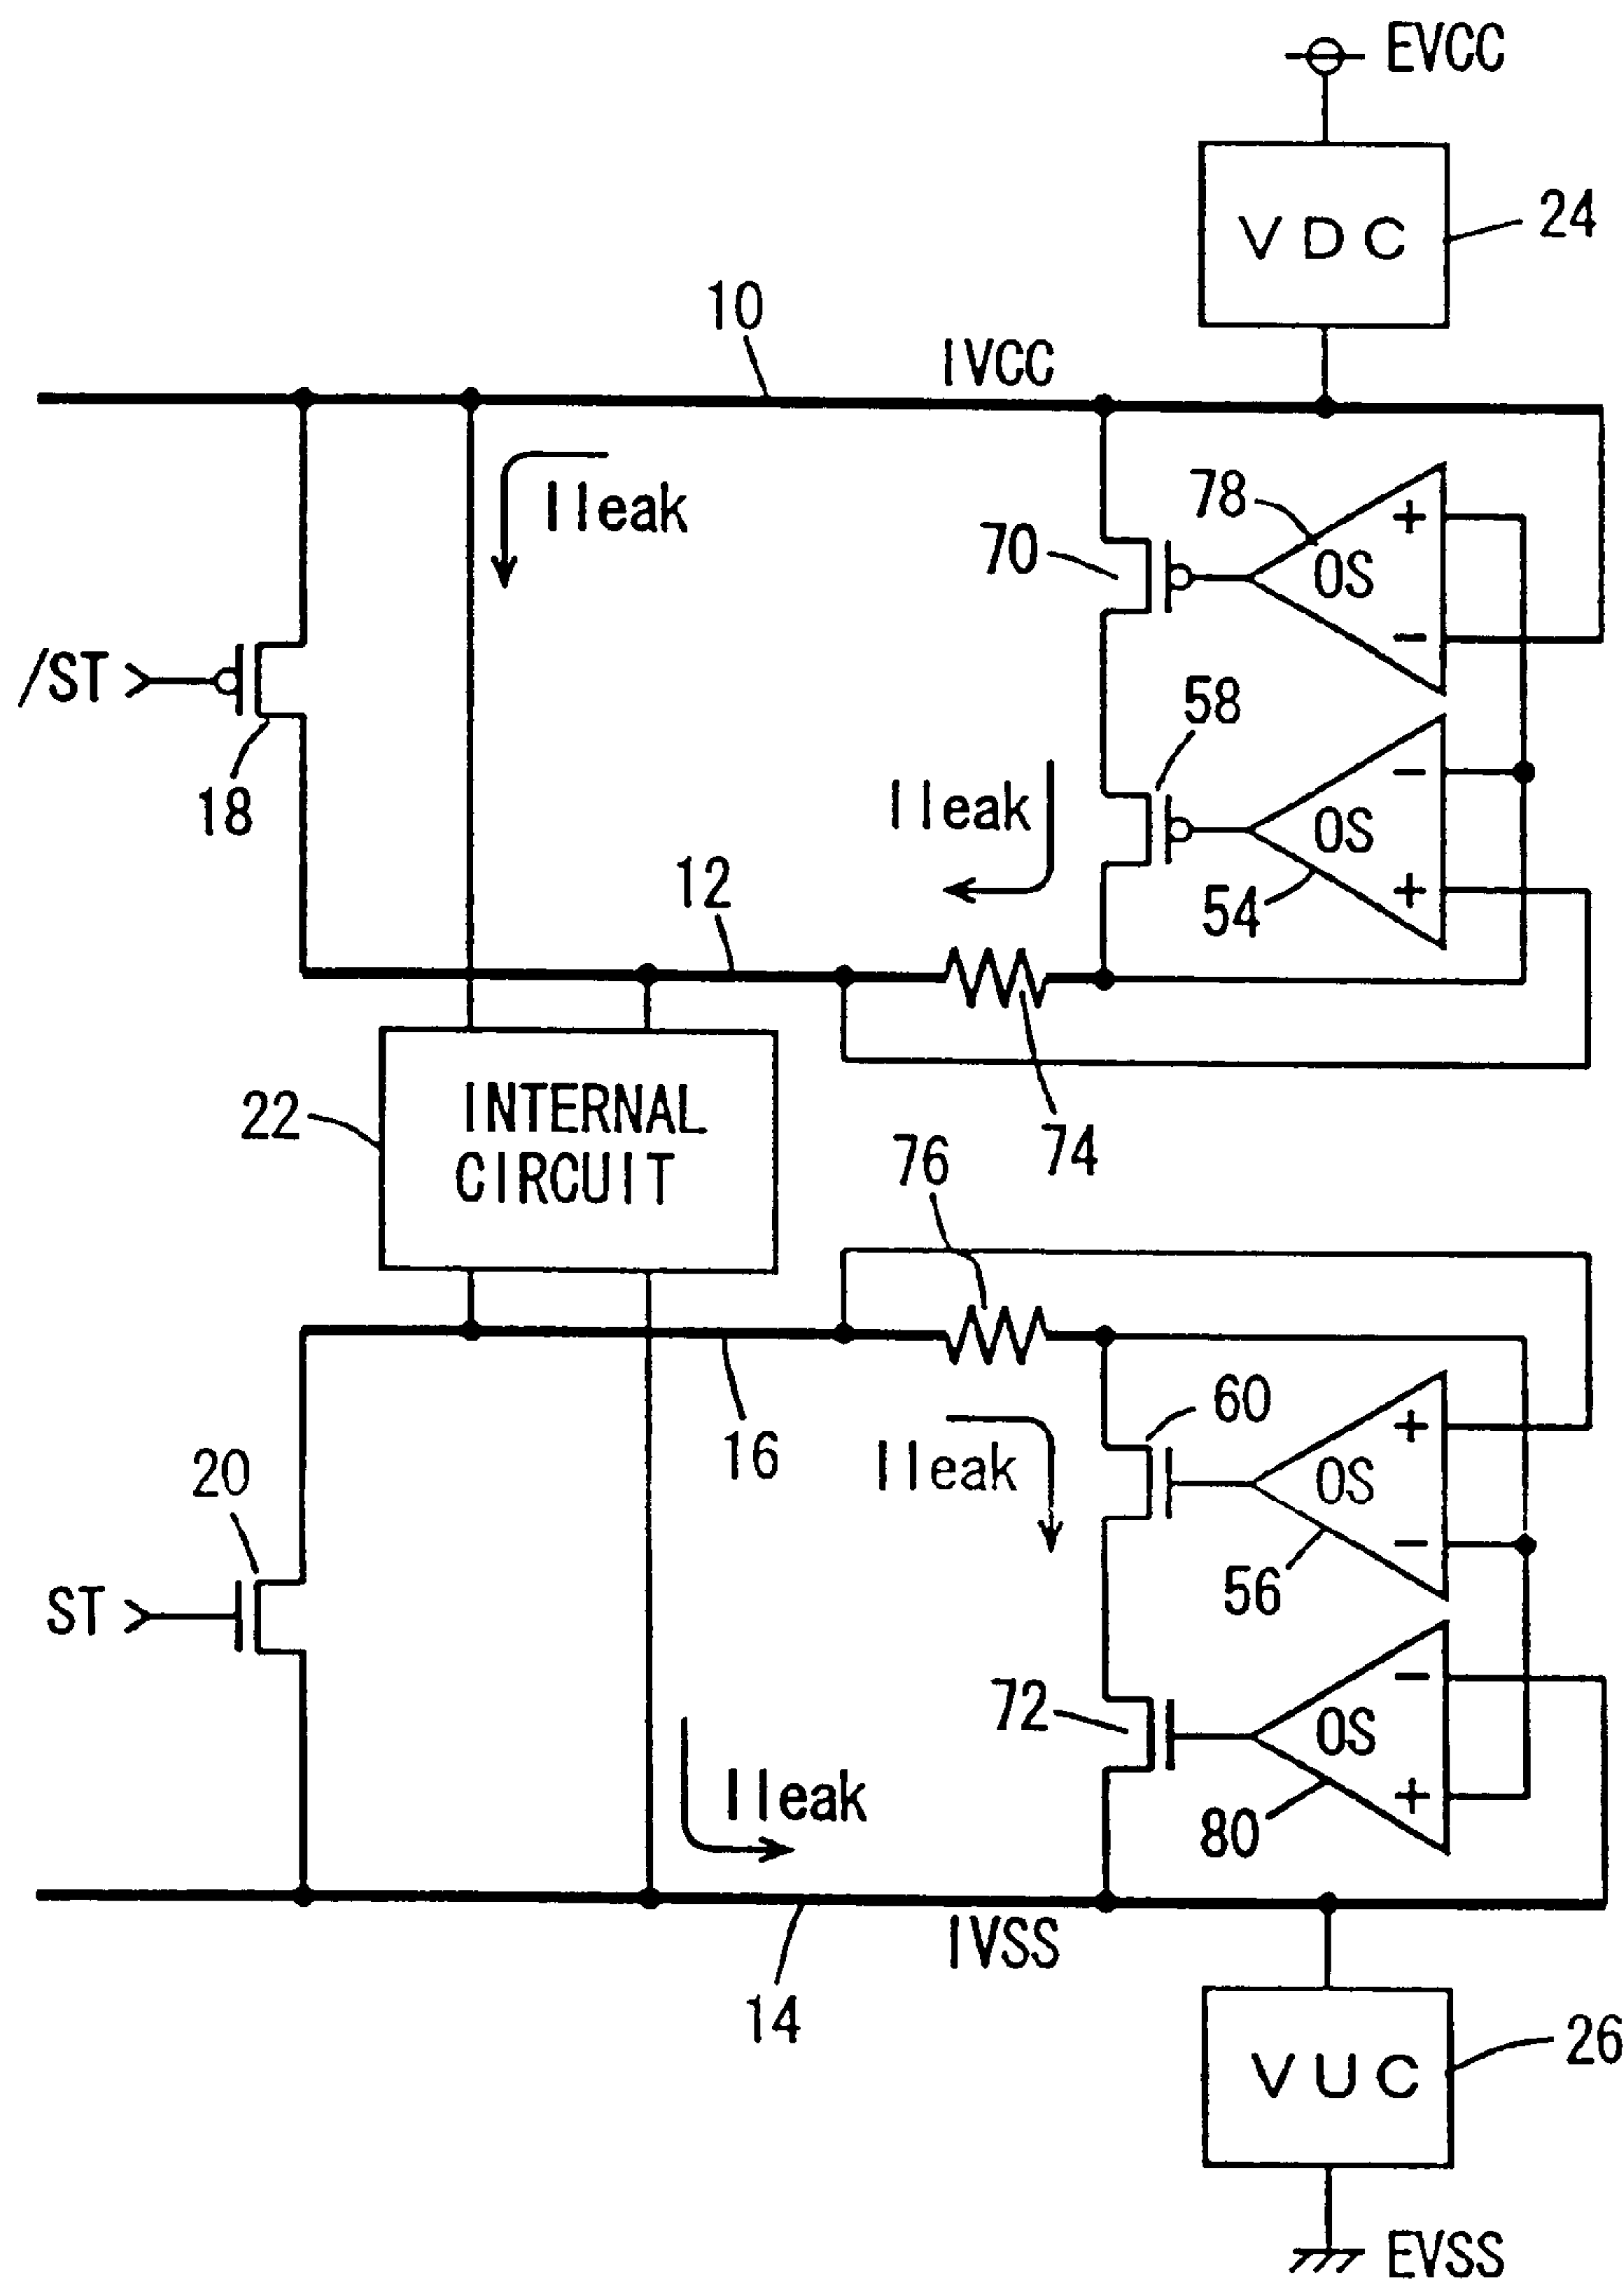 EVCC
VDC
24
10
IVCC
Ileak
78
+
OS
−
70
/ST
18
58
−
OS
+
54
Ileak
12
74
INTERNAL
CIRCUIT
22
76
16
60
+
OS
−
56
Ileak
20
ST
72
−
OS
+
80
Ileak
14
IVSS
VUC
26
EVSS